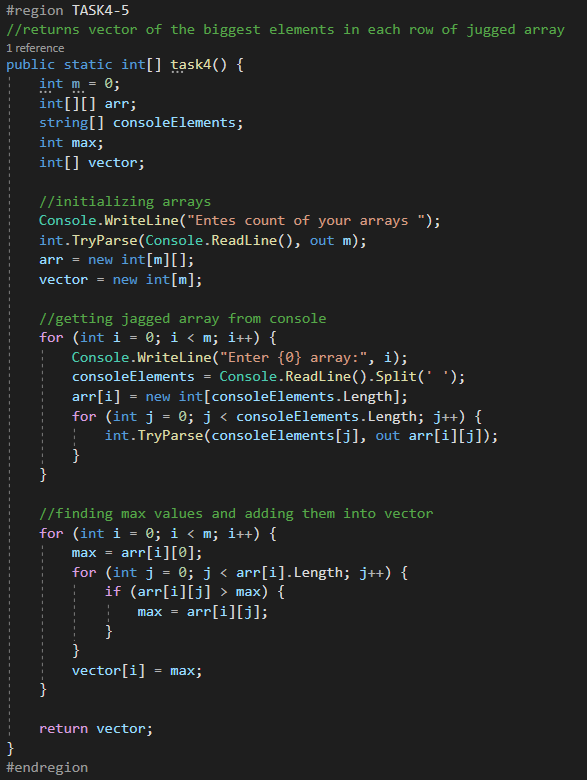 #region TASK4-5
//returns vector of the biggest elements in each row of jugged array
1 reference
public static int[] task4() {
    int m = 0;
    int[][] arr;
    string[] consoleElements;
    int max;
    int[] vector;

    //initializing arrays
    Console.WriteLine("Entes count of your arrays ");
    int.TryParse(Console.ReadLine(), out m);
    arr = new int[m][];
    vector = new int[m];

    //getting jagged array from console
    for (int i = 0; i < m; i++) {
        Console.WriteLine("Enter {0} array:", i);
        consoleElements = Console.ReadLine().Split(' ');
        arr[i] = new int[consoleElements.Length];
        for (int j = 0; j < consoleElements.Length; j++) {
            int.TryParse(consoleElements[j], out arr[i][j]);
        }
    }

    //finding max values and adding them into vector
    for (int i = 0; i < m; i++) {
        max = arr[i][0];
        for (int j = 0; j < arr[i].Length; j++) {
            if (arr[i][j] > max) {
                max = arr[i][j];
            }
        }
        vector[i] = max;
    }

    return vector;
}
#endregion